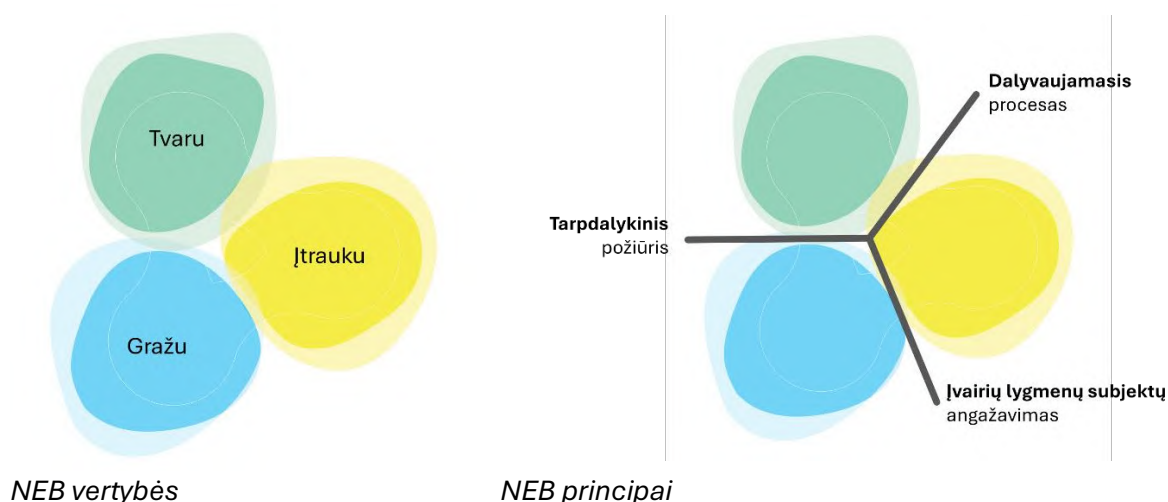 Tvaru
Įtrauku
Gražu
NEB vertybės
Dalyvaujamasis
procesas
Tarpdalykinis
požiūris
Įvairių lygmenų subjektų
angažavimas
NEB principai